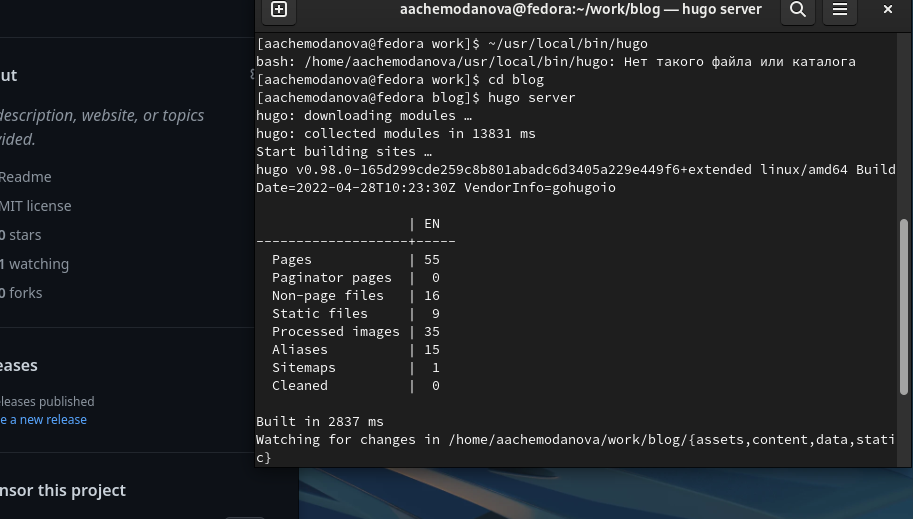 ut
description, website, or topics
vided.
Readme
MIT license
0 stars
1 watching
0 forks
eases
eleases published
e a new release
nsor this project
aachemodanova@fedora:~/work/blog — hugo server
[aachemodanova@fedora work]$ ~/usr/local/bin/hugo
bash: /home/aachemodanova/usr/local/bin/hugo: Нет такого файла или каталога
[aachemodanova@fedora work]$ cd blog
[aachemodanova@fedora blog]$ hugo server
hugo: downloading modules …
hugo: collected modules in 13831 ms
Start building sites …
hugo v0.98.0-165d299cde259c8b801abadc6d3405a229e449f6+extended linux/amd64 Build
Date=2022-04-28T10:23:30Z VendorInfo=gohugoio
| EN
-------------------+-----
Pages | 55
Paginator pages | 0
Non-page files | 16
Static files | 9
Processed images | 35
Aliases | 15
Sitemaps | 1
Cleaned | 0
Built in 2837 ms
Watching for changes in /home/aachemodanova/work/blog/{assets,content,data,stati
c}